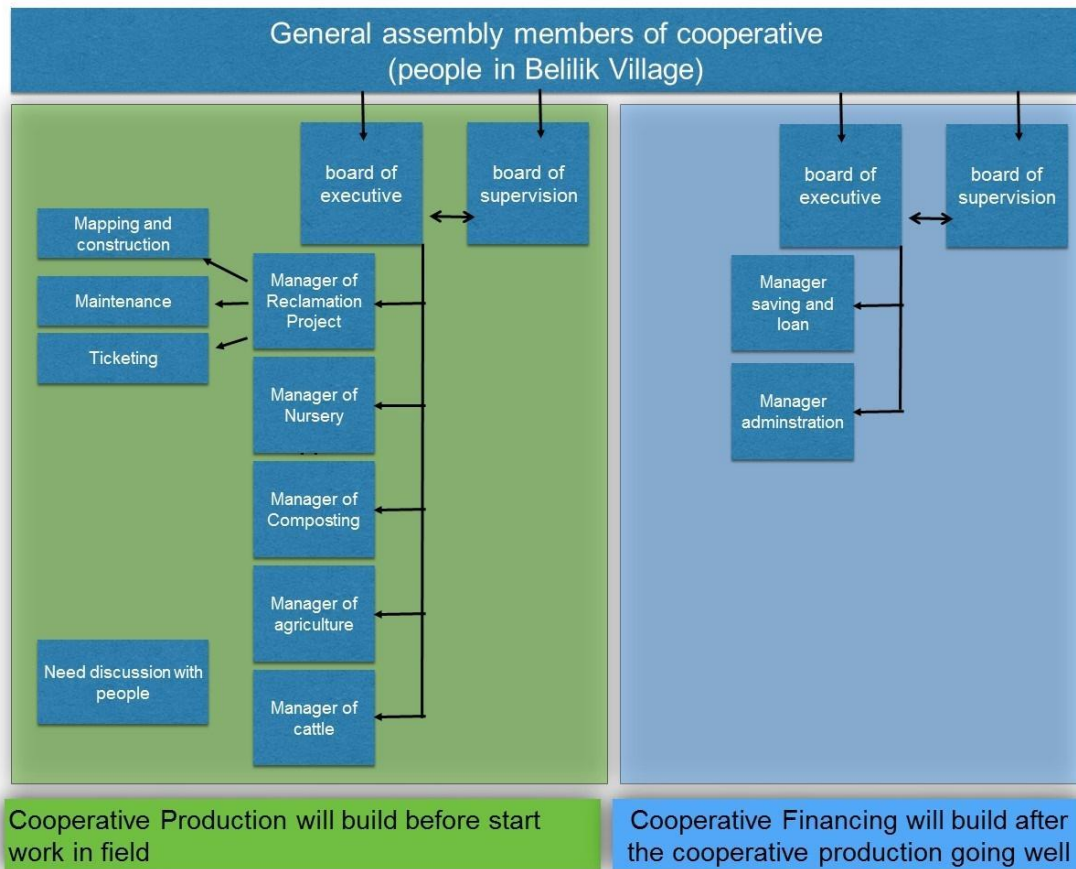 General assembly members of cooperative
(people in Belilik Village)
board of
executive
board of
supervision
Mapping and
construction
Maintenance
Ticketing
Manager of
Reclamation
Project
Manager of
Nursery
Manager of
Composting
Manager of
agriculture
Manager of
cattle
Need discussion with
people
board of
executive
board of
supervision
Manager
saving and
loan
Manager
adminstration
Cooperative Production will build before start
work in field
Cooperative Financing will build after
the cooperative production going well